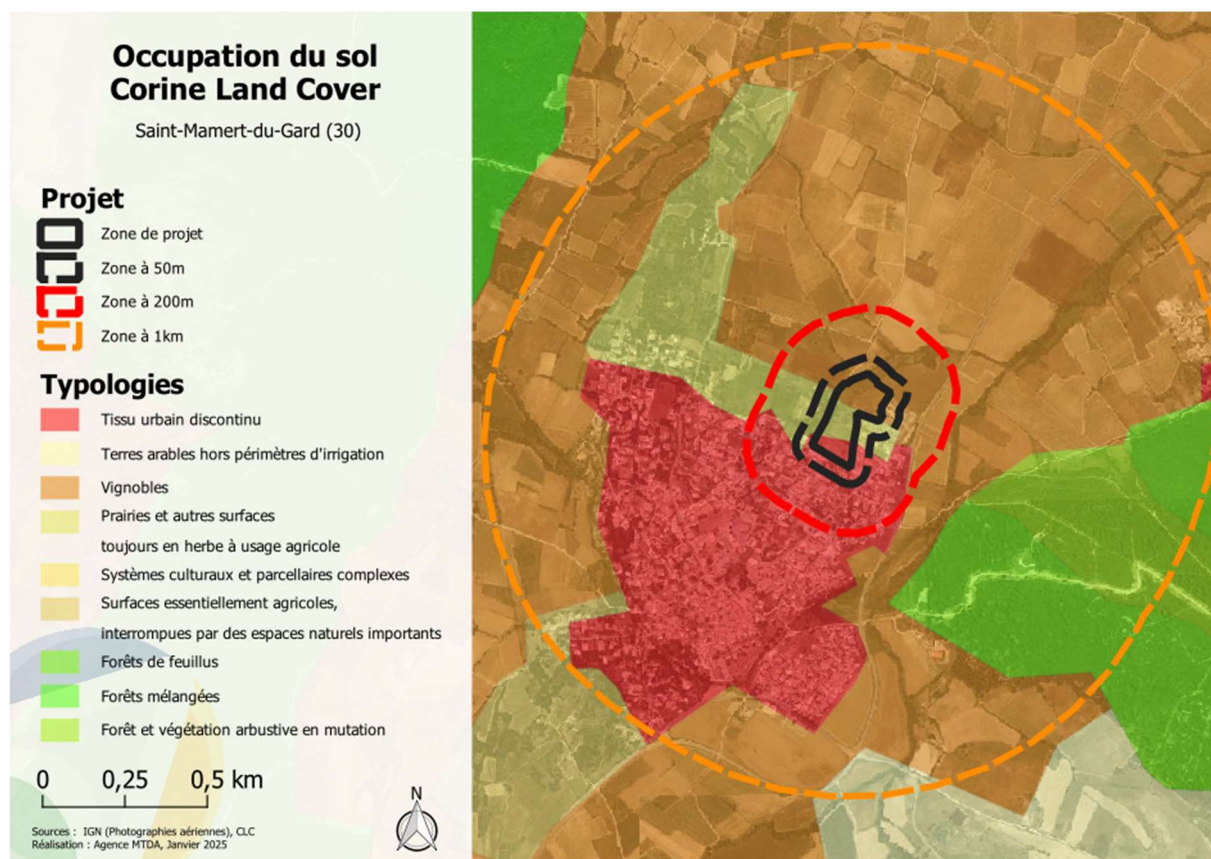 Occupation du sol
Corine Land Cover
Saint-Mamert-du-Gard (30)
Projet
Zone de projet
Zone à 50m
Zone à 200m
Zone à 1km
Typologies
Tissu urbain discontinu
Terres arables hors périmètres d'irrigation
Vignobles
Prairies et autres surfaces
toujours en herbe à usage agricole
Systèmes culturaux et parcellaires complexes
Surfaces essentiellement agricoles,
interrompues par des espaces naturels importants
Forêts de feuillus
Forêts mélangées
Forêt et végétation arbustive en mutation
0 0,25 0,5 km
N
Sources : IGN (Photographies aériennes), CLC
Réalisation : Agence MTDA, Janvier 2025